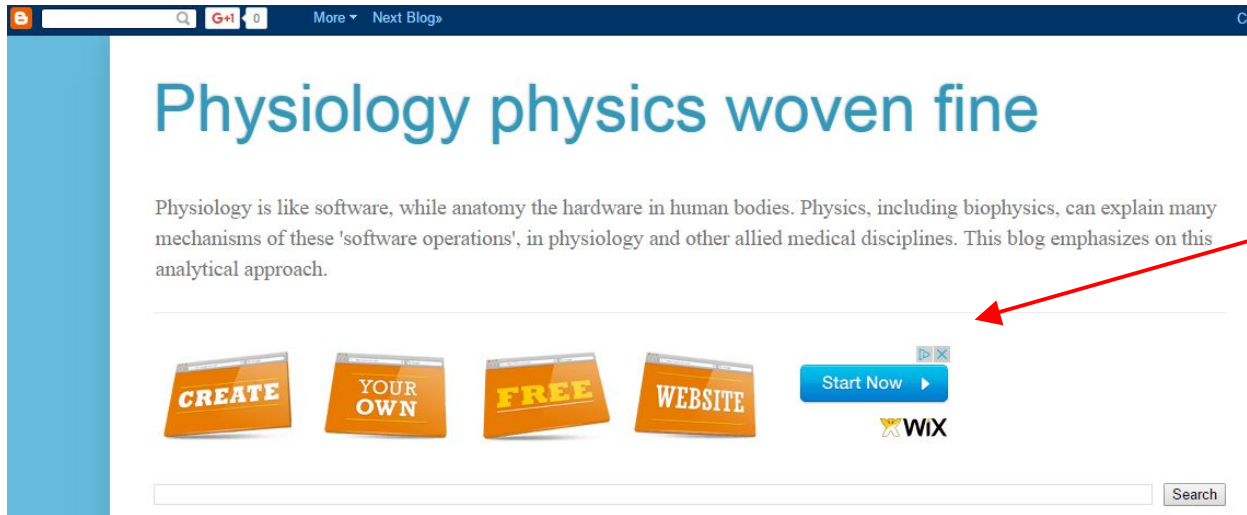 G+1 0 More Next Blog» C
Physiology physics woven fine
Physiology is like software, while anatomy the hardware in human bodies. Physics, including biophysics, can explain many
mechanisms of these 'software operations', in physiology and other allied medical disciplines. This blog emphasizes on this
analytical approach.
CREATE
YOUR
OWN
FREE
WEBSITE
Start Now
WiX
Search